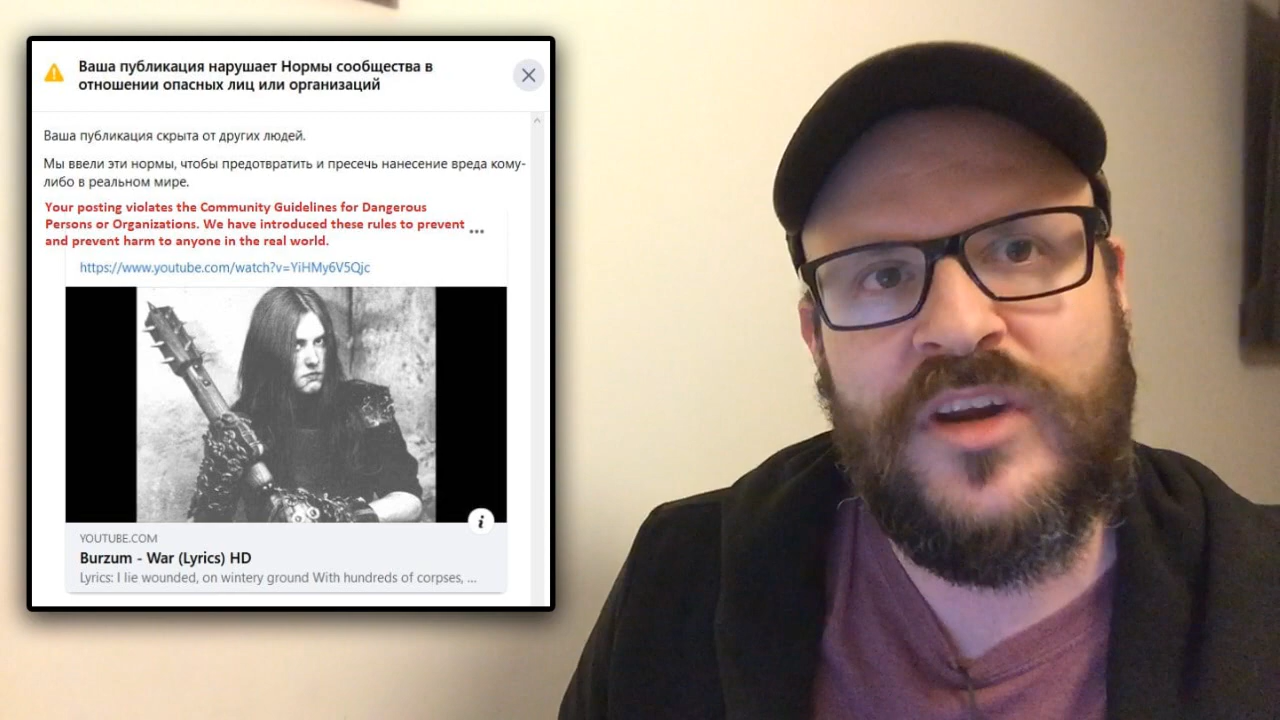 Ваша публикация нарушает Нормы сообщества в
отношении опасных лиц или организаций
Ваша публикация скрыта от других людей.
Мы ввели эти нормы, чтобы предотвратить и пресечь нанесение вреда кому-
либо в реальном мире.
Your posting violates the Community Guidelines for Dangerous
Persons or Organizations. We have introduced these rules to prevent
and prevent harm to anyone in the real world.
https://www.youtube.com/watch?v=YiHMy6V5Qjc
YOUTUBE.COM
Burzum - War (Lyrics) HD
Lyrics: I lie wounded, on wintery ground With hundreds of corpses, ...